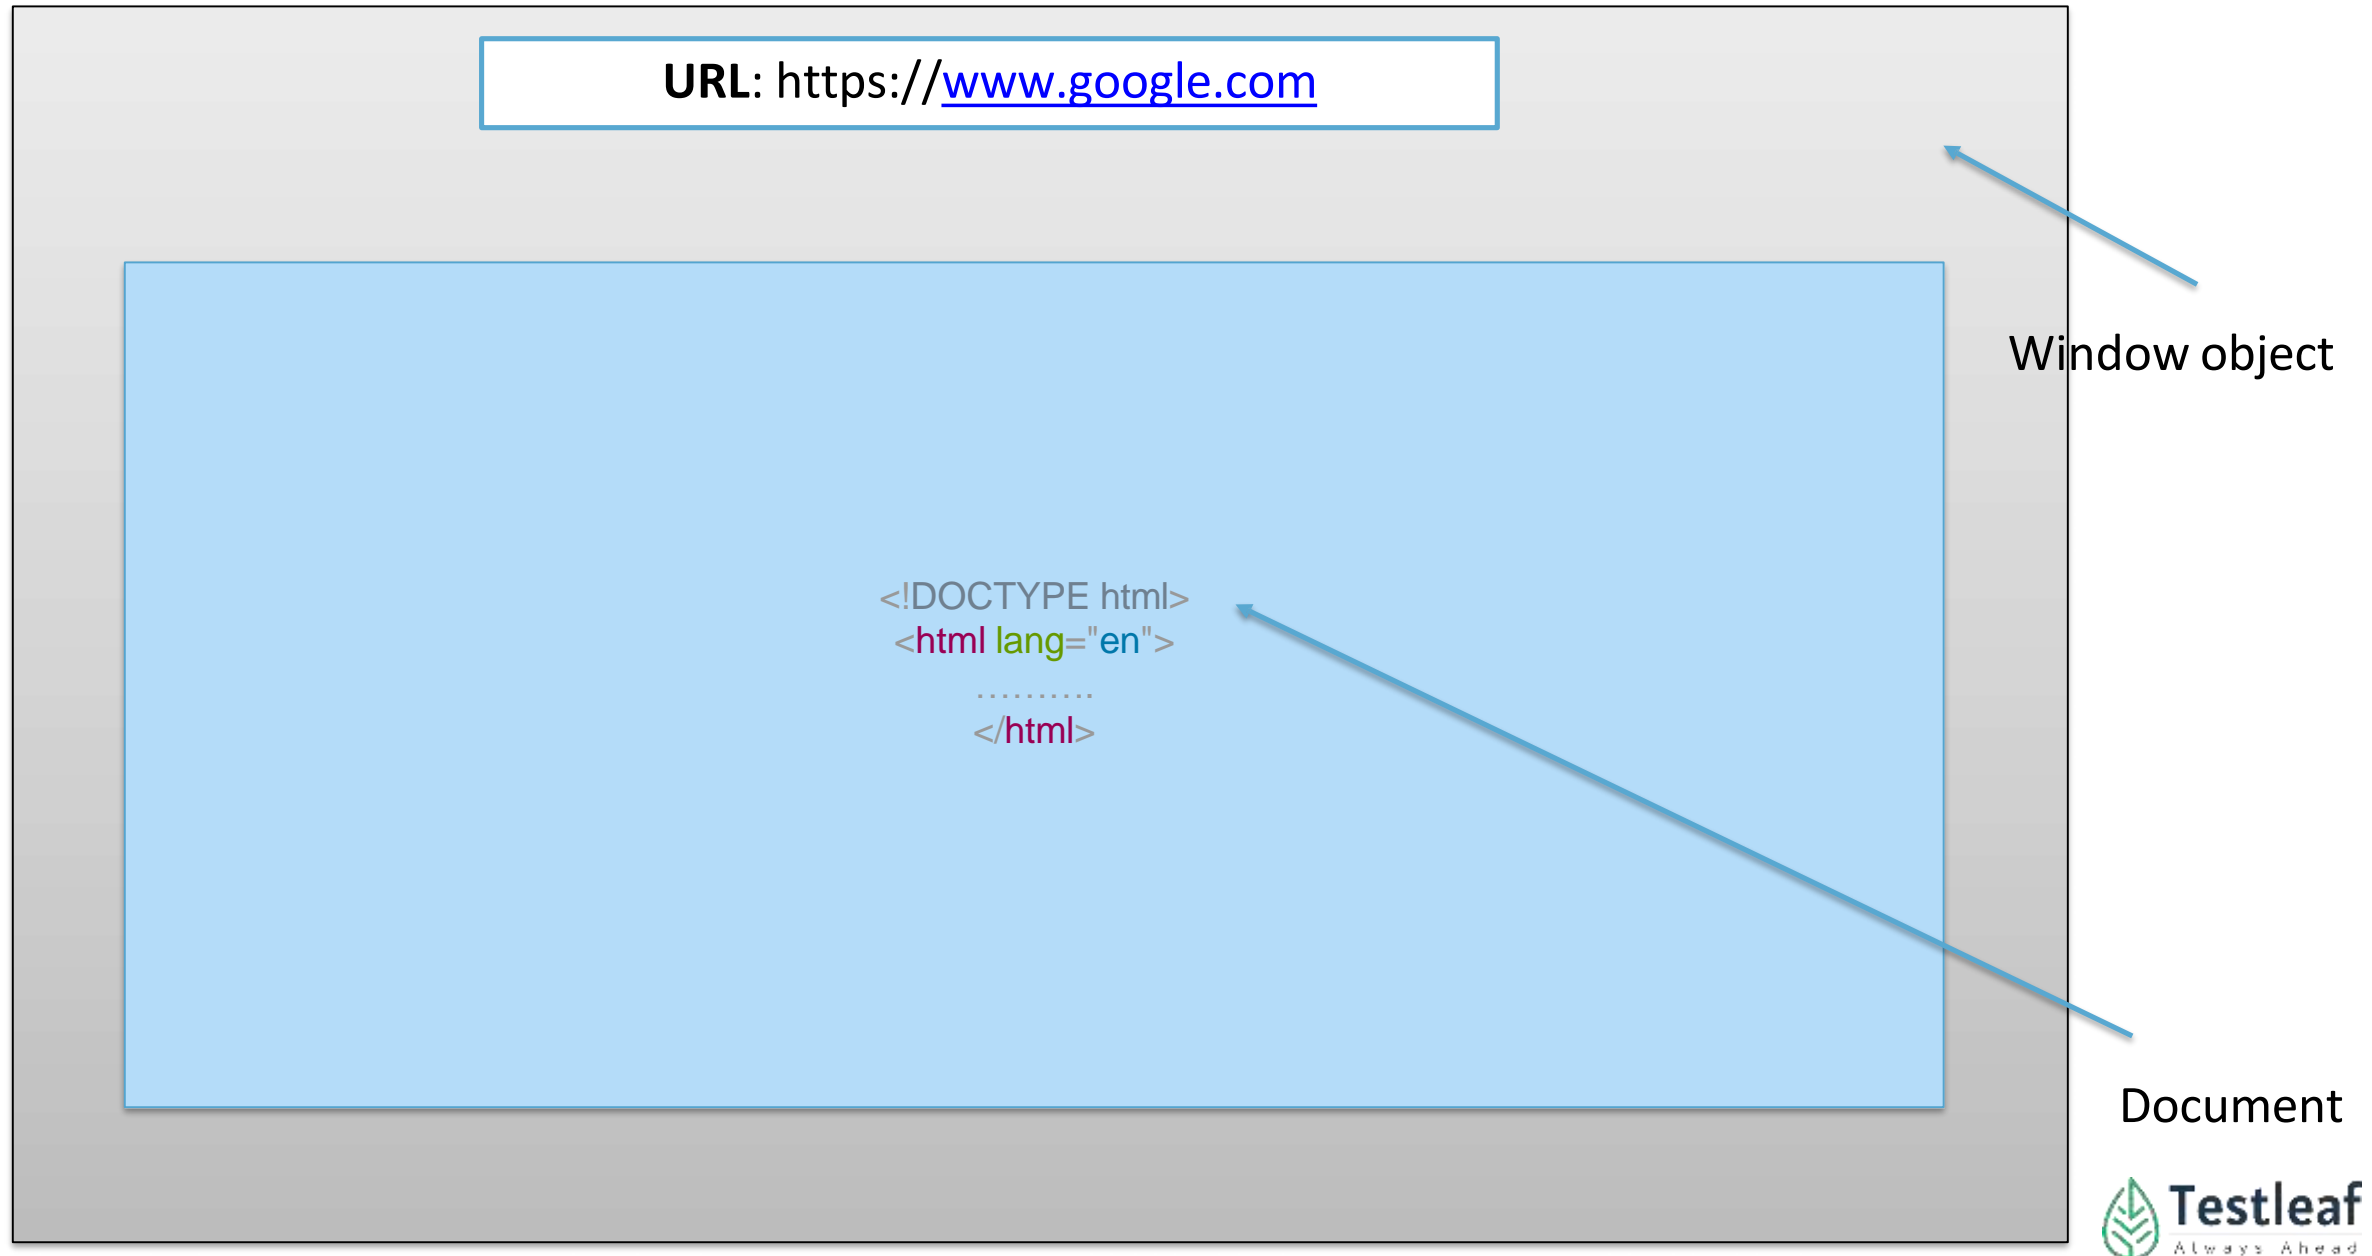 URL: https://www.google.com
Window object
<!DOCTYPE html>
<html lang="en">
..........
</html>
Document
Testleaf
Always Ahead